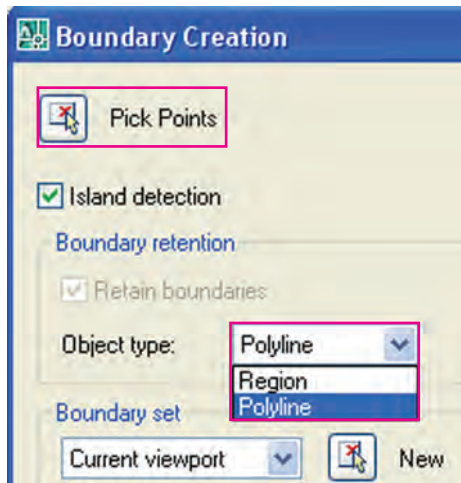 Boundary Creation
Pick Points
Island detection
Boundary retention
Retain boundaries
Object type: Polyline
Region
Polyline
Boundary set
Current viewport New